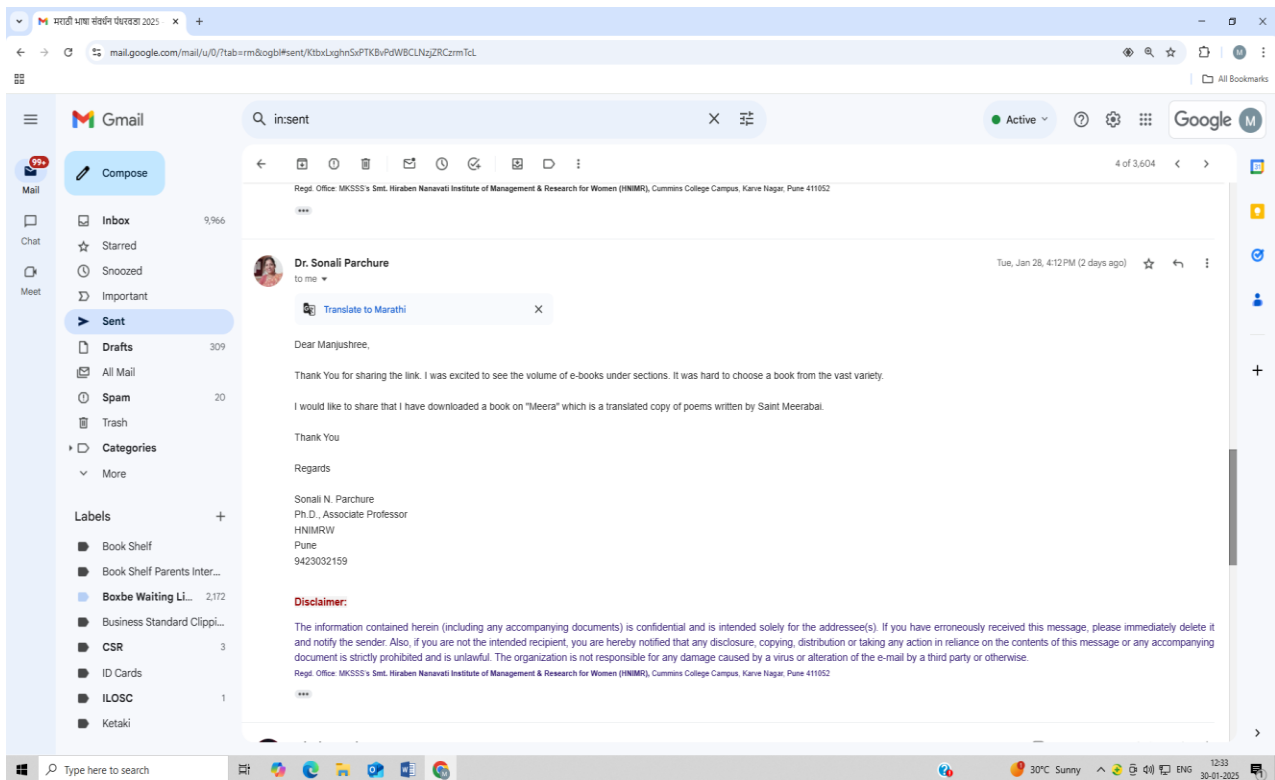 मराठी भाषा संवर्धन पंधरवडा 2025
mail.google.com/mail/u/0/?tab=rm&ogbl#sent/KtbxLxghnSxPTKBvPdWBCLNzjZRCzrmTcL
All Bookmarks
Gmail
in:sent
Active
Google M
99+
Mail
Chat
Meet
Compose
Inbox 9,966
Starred
Snoozed
Important
Sent
Drafts 309
All Mail
Spam 20
Trash
Categories
More
Labels
Book Shelf
Book Shelf Parents Inter...
Boxbe Waiting Li... 2,172
Business Standard Clippi...
CSR 3
ID Cards
ILOSC 1
Ketaki
4 of 3,604
Regd. Office: MKSSS's Smt. Hiraben Nanavati Institute of Management & Research for Women (HNIMR), Cummins College Campus, Karve Nagar, Pune 411052
Dr. Sonali Parchure
Tue, Jan 28, 4:12 PM (2 days ago)
to me
Translate to Marathi
Dear Manjushree,
Thank You for sharing the link. I was excited to see the volume of e-books under sections. It was hard to choose a book from the vast variety.
I would like to share that I have downloaded a book on "Meera" which is a translated copy of poems written by Saint Meerabai.
Thank You
Regards
Sonali N. Parchure
Ph.D., Associate Professor
HNIMRW
Pune
9423032159
Disclaimer:
The information contained herein (including any accompanying documents) is confidential and is intended solely for the addressee(s). If you have erroneously received this message, please immediately delete it
and notify the sender. Also, if you are not the intended recipient, you are hereby notified that any disclosure, copying, distribution or taking any action in reliance on the contents of this message or any accompanying
document is strictly prohibited and is unlawful. The organization is not responsible for any damage caused by a virus or alteration of the e-mail by a third party or otherwise.
Regd. Office: MKSSS's Smt. Hiraben Nanavati Institute of Management & Research for Women (HNIMR), Cummins College Campus, Karve Nagar, Pune 411052
Type here to search
30°C Sunny
ENG
12:33
30-01-2025